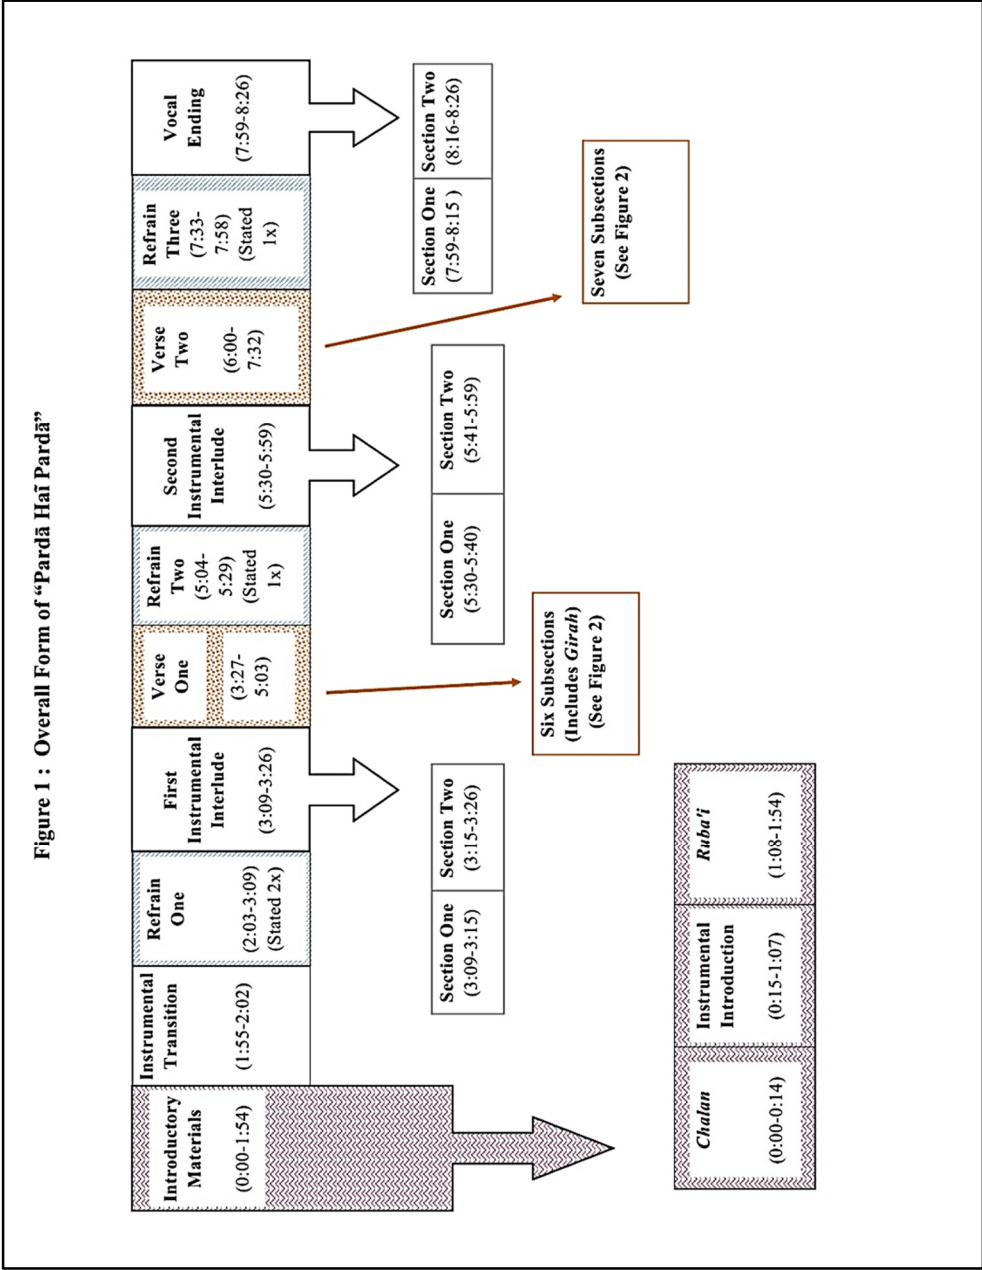 Figure 1 :  Overall Form of “Pardā Haī Pardā”
Introductory
Materials
(0:00-1:54)
Instrumental
Transition
(1:55-2:02)
Refrain
One
(2:03-3:09)
(Stated 2x)
First
Instrumental
Interlude
(3:09-3:26)
Verse
One
(3:27-
5:03)
Refrain
Two
(5:04-
5:29)
(Stated
1x)
Second
Instrumental
Interlude
(5:30-5:59)
Verse
Two
(6:00-
7:32)
Refrain
Three
(7:33-
7:58)
(Stated
1x)
Vocal
Ending
(7:59-8:26)
Section One
(3:09-3:15)
Section Two
(3:15-3:26)
Section One
(5:30-5:40)
Section Two
(5:41-5:59)
Section One
(7:59-8:15 )
Section Two
(8:16-8:26)
Six Subsections
(Includes Girah)
(See Figure 2)
Seven Subsections
(See Figure 2)
Chalan
(0:00-0:14)
Instrumental
Introduction
(0:15-1:07)
Ruba'i
(1:08-1:54)